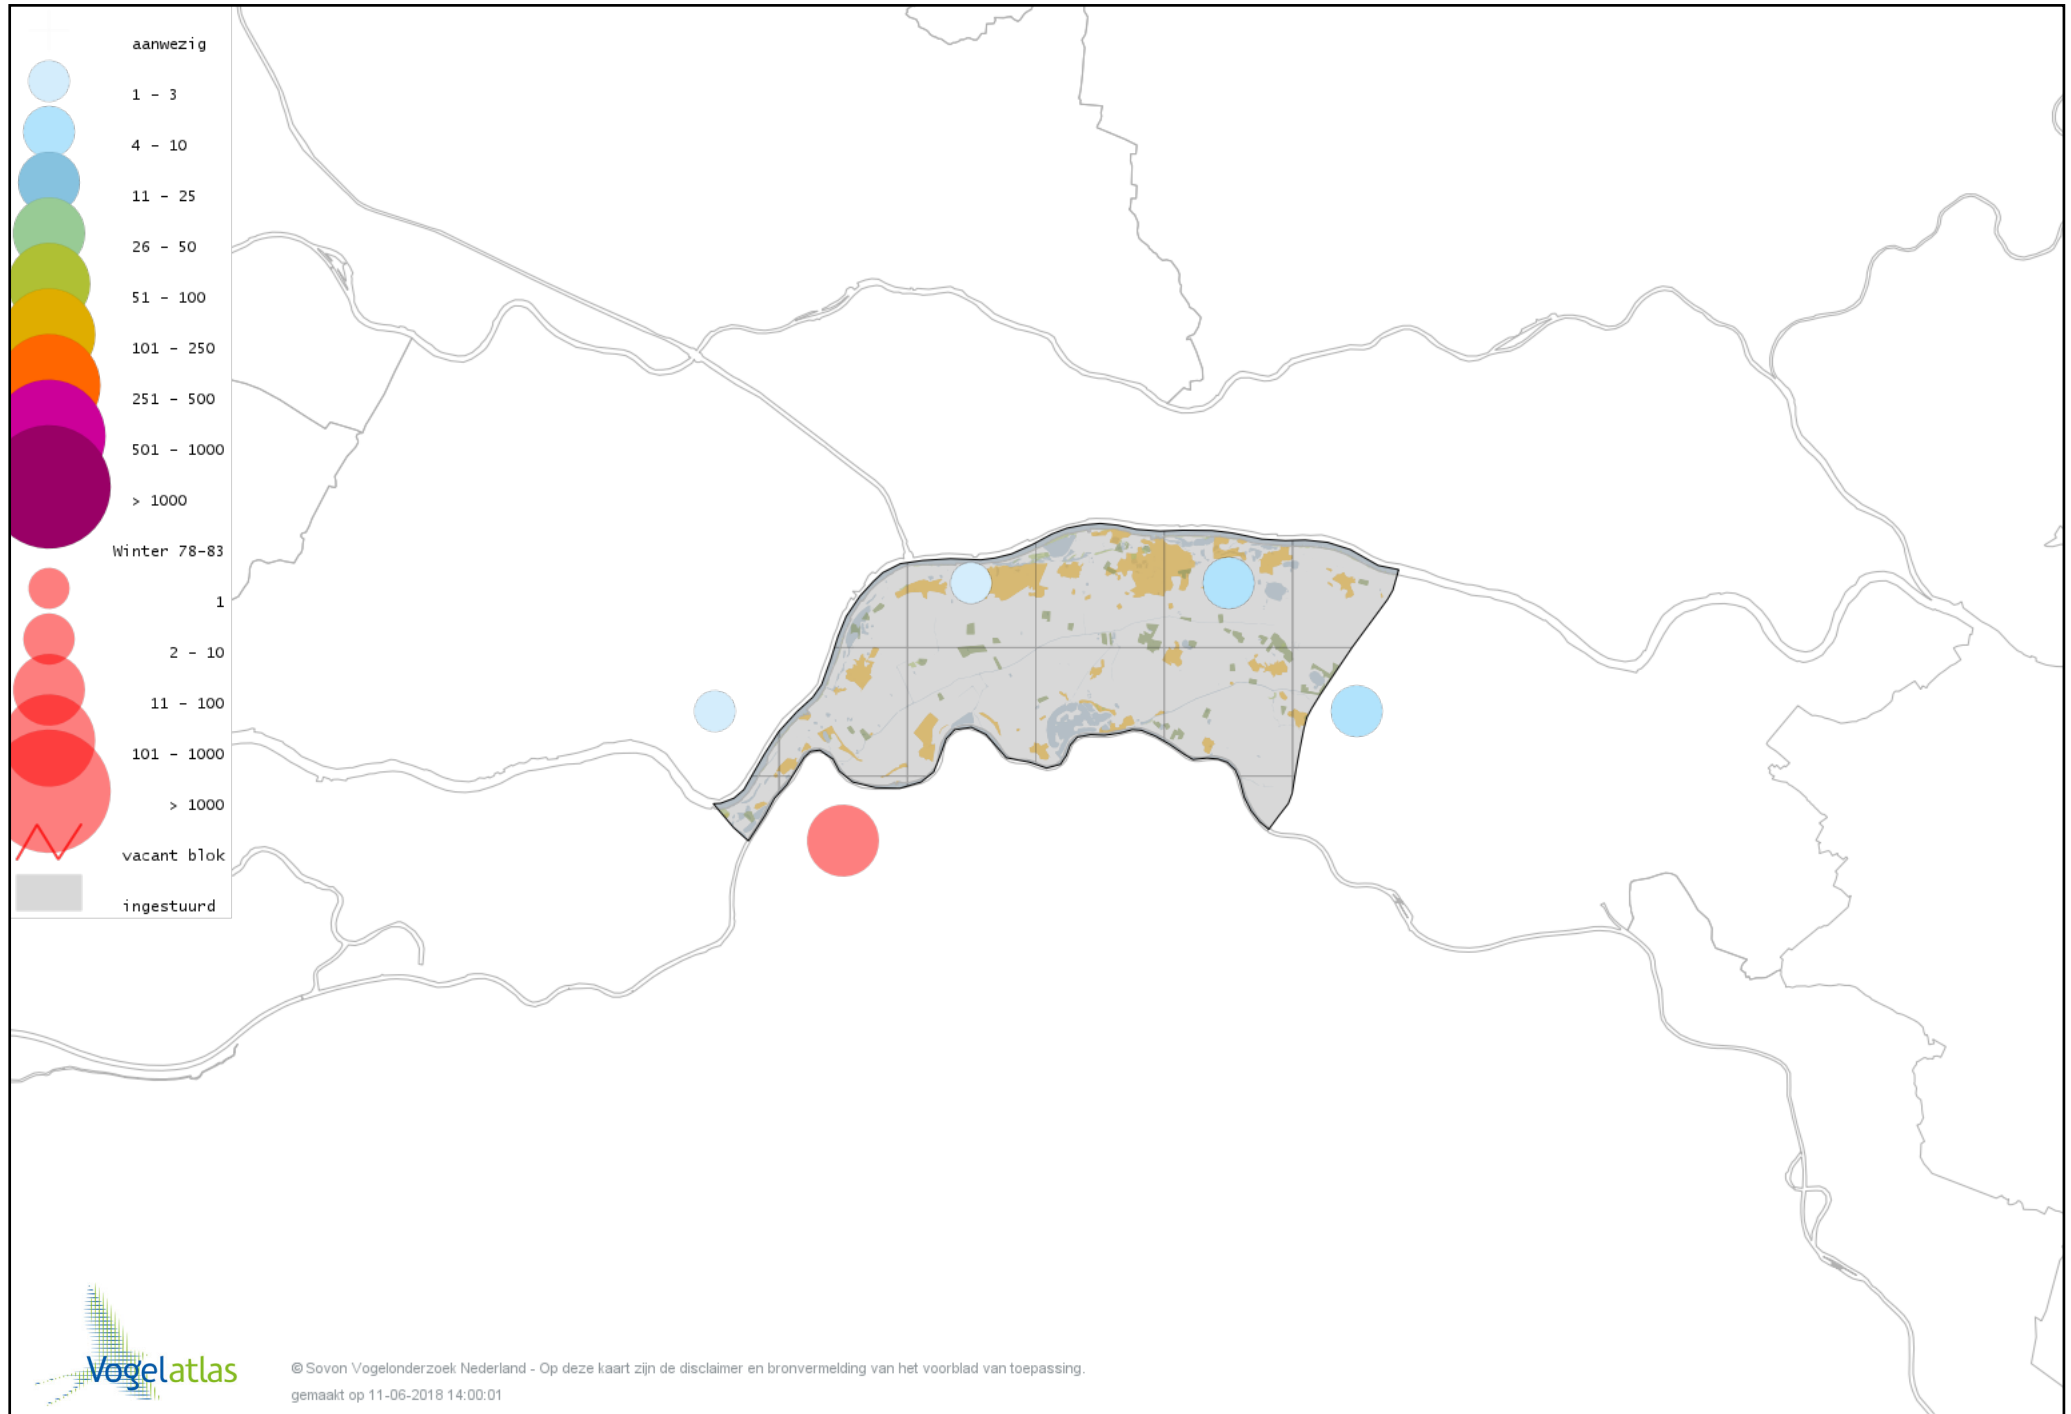 aanwezig
1 - 3
4 - 10
11 - 25
26 - 50
51 - 100
101 - 250
251 - 500
501 - 1000
> 1000
Winter 78-83
1
2 - 10
11 - 100
101 - 1000
> 1000
vacant blok
ingestuurd
Vogelatlas
© Sovon Vogelonderzoek Nederland - Op deze kaart zijn de disclaimer en bronvermelding van het voorblad van toepassing.
gemaakt op 11-06-2018 14:00:01